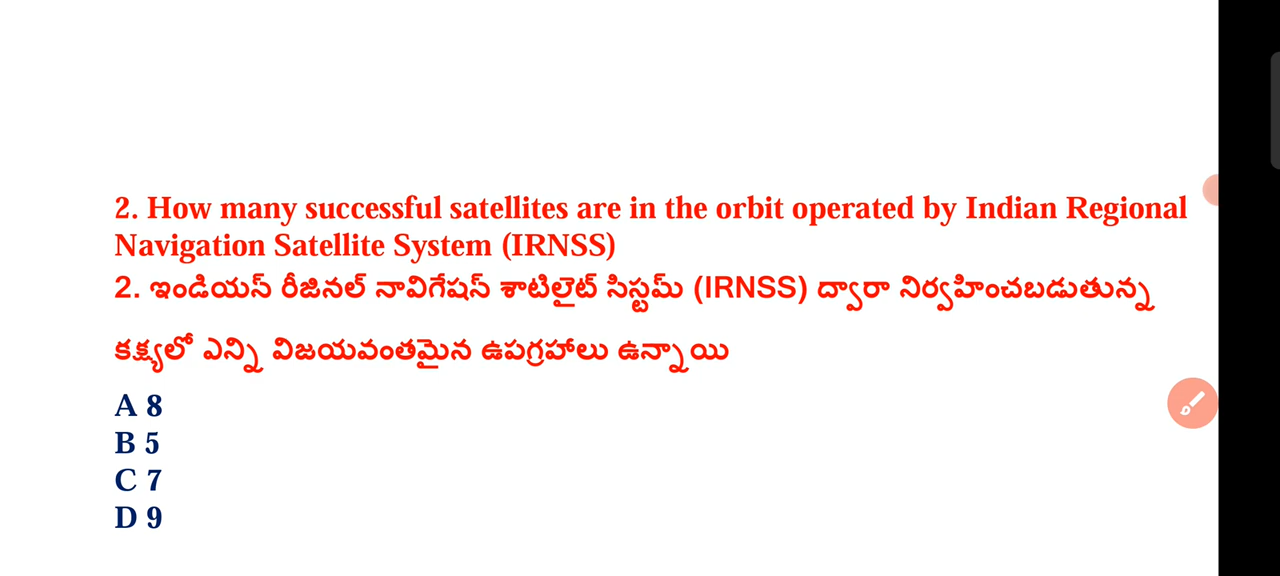 2. How many successful satellites are in the orbit operated by Indian Regional
Navigation Satellite System (IRNSS)
2. ఇండియన్ రీజినల్ నావిగేషన్ శాటిలైట్ సిస్టమ్ (IRNSS) ద్వారా నిర్వహించబడుతున్న
కక్ష్యలో ఎన్ని విజయవంతమైన ఉపగ్రహాలు ఉన్నాయి
A 8
B 5
C 7
D 9